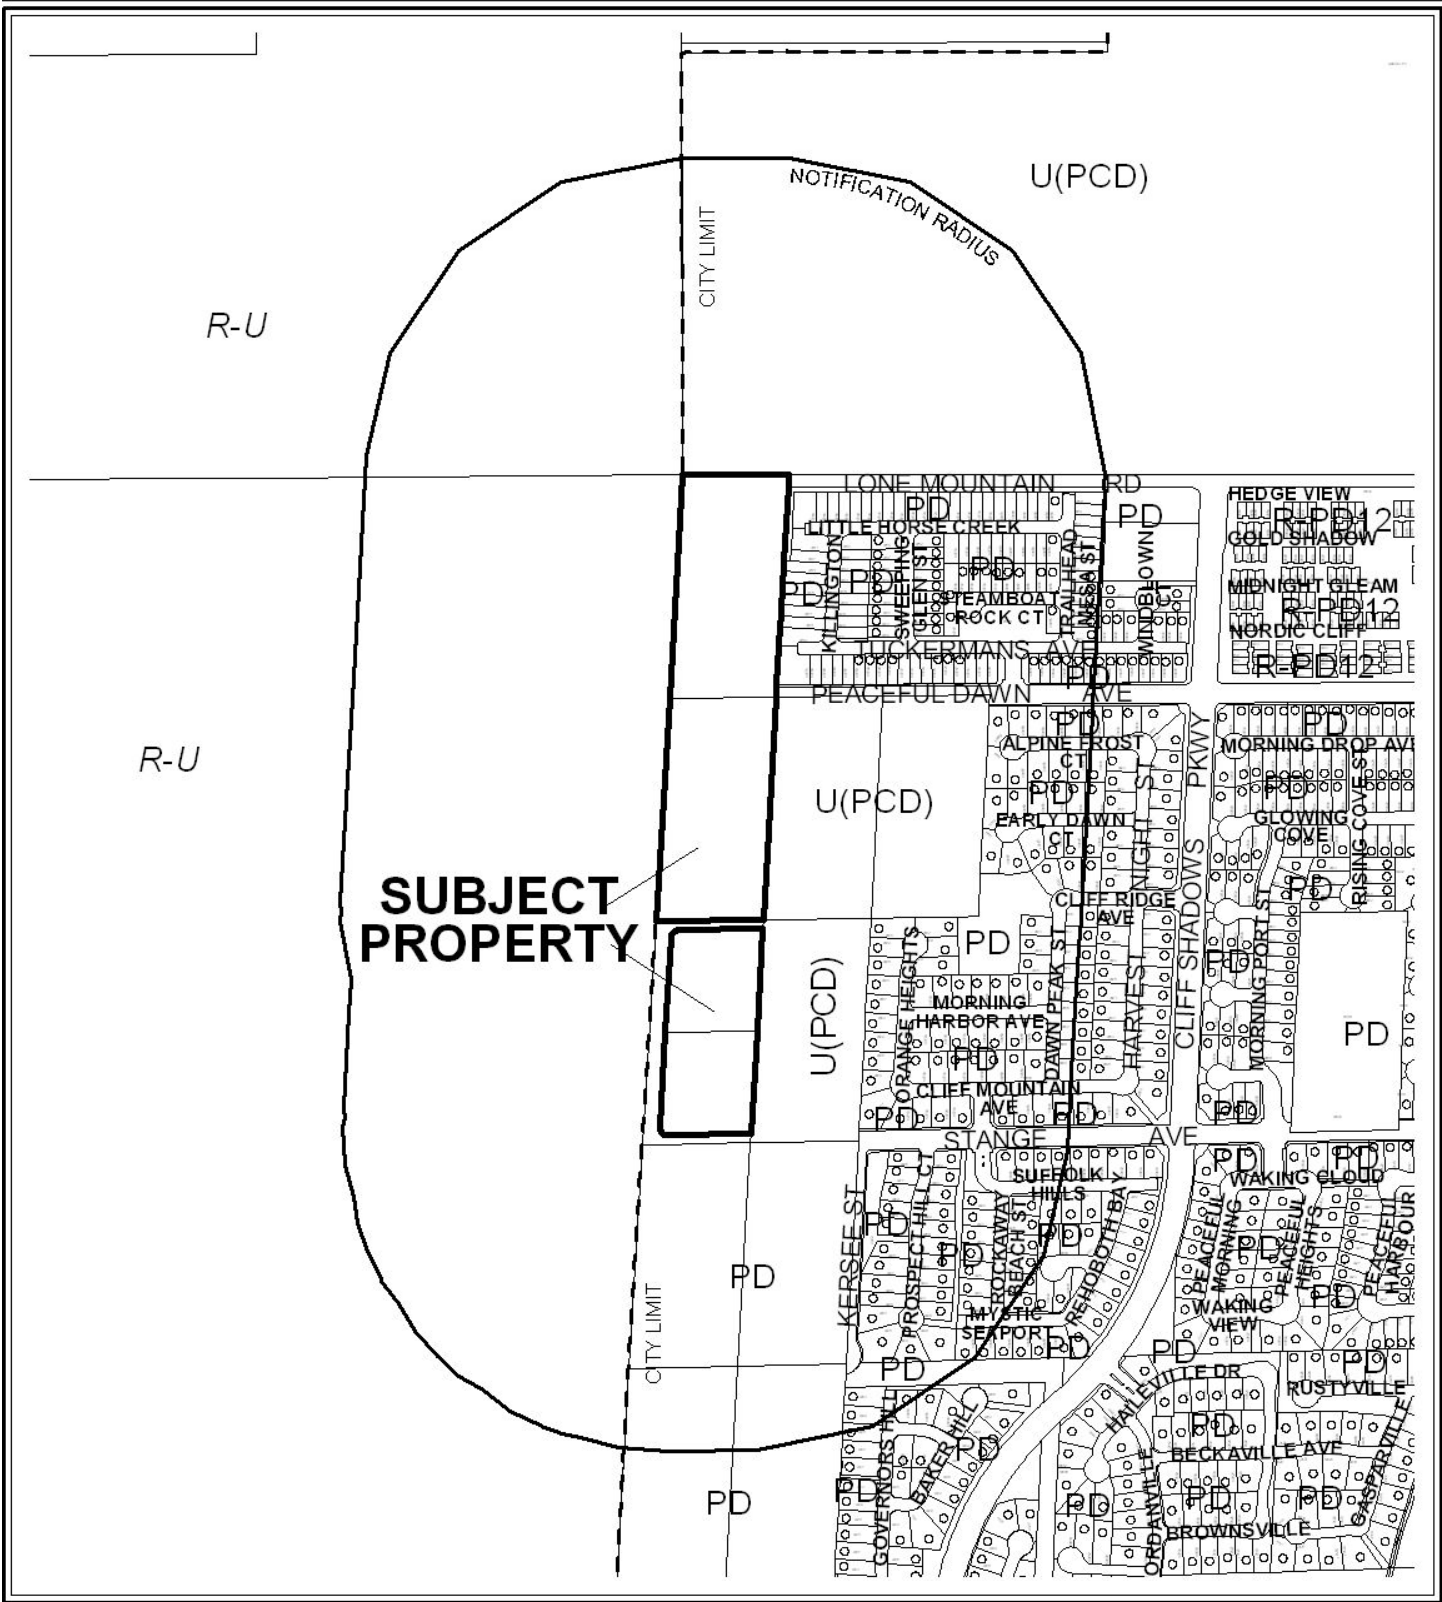 U(PCD)
NOTIFICATION RADIUS
CITY LIMIT
R-U
LONE MOUNTAIN RD
PD
PD
HEDGE VIEW
R-PD12
LITTLE HORSE CREEK
GOLD SHADOW
KILLINGTON
SWEEPING
GLEN ST
PD
PD
PD
TRAIL HEAD
MESA ST
WINDBLOWN
CT
MIDNIGHT GLEAM
STEAMBOAT
ROCK CT
R-PD12
NORDIC CLIFF
TUCKERMANS AVE
R-PD12
PD
PEACEFUL DAWN AVE
PD
PD
ALPINE FROST
CT
MORNING DROP AVE
R-U
U(PCD)
PD
PD
EARLY DAWN
CT
GLOWING
COVE
RISING COVE ST
HARVEST NIGHT ST
CLIFF SHADOWS PKWY
SUBJECT
PROPERTY
PD
CLIFF RIDGE
AVE
PD
PD
MORNING PORT ST
ORANGE HEIGHTS
DAWN PEAK ST
U(PCD)
MORNING
HARBOR AVE
PD
PD
CLIFF MOUNTAIN
AVE
PD
PD
PD
STANGE AVE
SUFFOLK
HILLS
PD
PD
WAKING CLOUD
KERSEE ST
PD
PROSPECT HILL CT
PD
ROCKAWAY
BEACH ST
PD
REHOBOTH BAY
PEACEFUL
MORNING
PD
PEACEFUL
HEIGHTS
PD
PEACEFUL
HARBOUR
PD
MYSTIC
SEAPORT
WAKING
VIEW
CITY LIMIT
PD
PD
PD
PD
HAILEVILLE DR
RUSTYVILLE
GOVERNORS HILL
BAKER HILL
PD
PD
BECKAVILLE AVE
GASPARVILLE
PD
PD
PD
PD
PD
ORDANVILLE
BROWNSVILLE